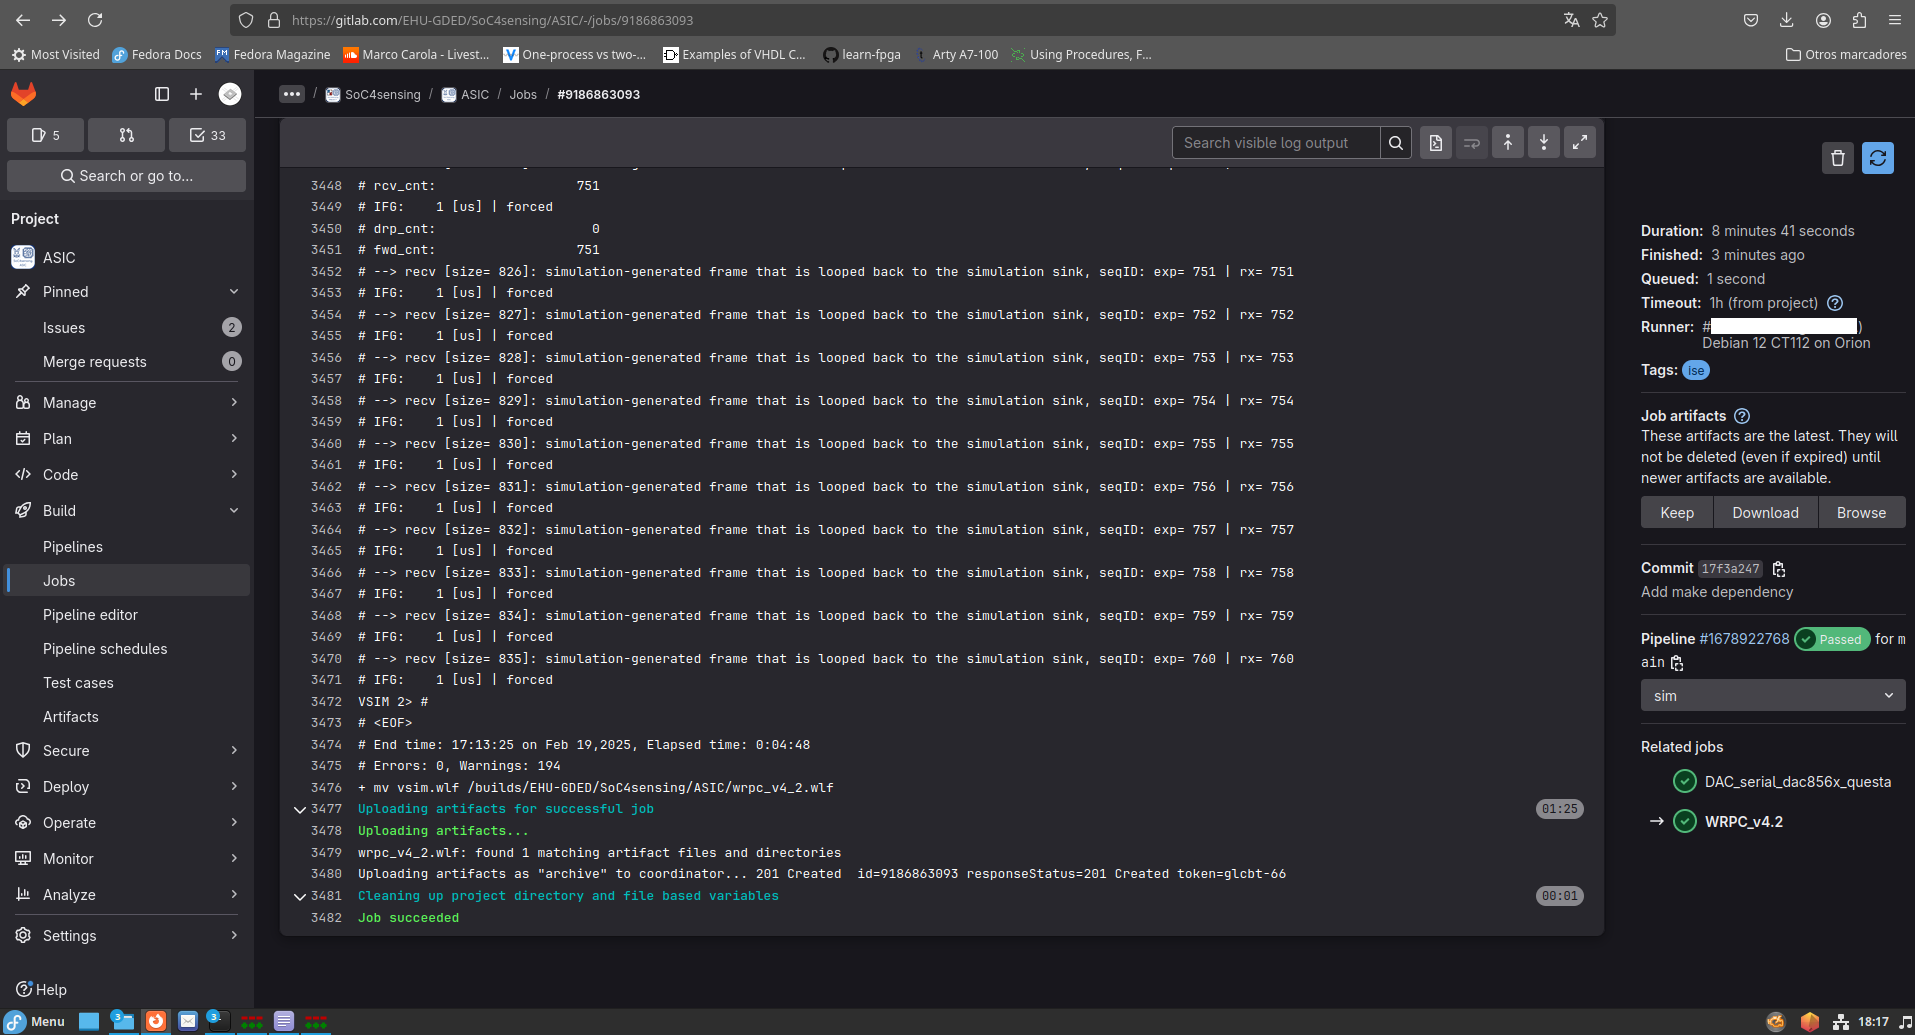 https://gitlab.com/EHU-GDED/SoC4sensing/ASIC/-/jobs/9186863093
Most Visited
Fedora Docs
Fedora Magazine
Marco Carola - Livest...
One-process vs two-...
Examples of VHDL C...
learn-fpga
Arty A7-100
Using Procedures, F...
Otros marcadores
5
33
Search or go to...
Project
ASIC
Pinned
Issues 2
Merge requests 0
Manage
Plan
Code
Build
Pipelines
Jobs
Pipeline editor
Pipeline schedules
Test cases
Artifacts
Secure
Deploy
Operate
Monitor
Analyze
Settings
Help
... / SoC4sensing / ASIC / Jobs / #9186863093
Search visible log output
3448 # rcv_cnt: 751
3449 # IFG: 1 [us] | forced
3450 # drp_cnt: 0
3451 # fwd_cnt: 751
3452 # --> recv [size= 826]: simulation-generated frame that is looped back to the simulation sink, seqID: exp= 751 | rx= 751
3453 # IFG: 1 [us] | forced
3454 # --> recv [size= 827]: simulation-generated frame that is looped back to the simulation sink, seqID: exp= 752 | rx= 752
3455 # IFG: 1 [us] | forced
3456 # --> recv [size= 828]: simulation-generated frame that is looped back to the simulation sink, seqID: exp= 753 | rx= 753
3457 # IFG: 1 [us] | forced
3458 # --> recv [size= 829]: simulation-generated frame that is looped back to the simulation sink, seqID: exp= 754 | rx= 754
3459 # IFG: 1 [us] | forced
3460 # --> recv [size= 830]: simulation-generated frame that is looped back to the simulation sink, seqID: exp= 755 | rx= 755
3461 # IFG: 1 [us] | forced
3462 # --> recv [size= 831]: simulation-generated frame that is looped back to the simulation sink, seqID: exp= 756 | rx= 756
3463 # IFG: 1 [us] | forced
3464 # --> recv [size= 832]: simulation-generated frame that is looped back to the simulation sink, seqID: exp= 757 | rx= 757
3465 # IFG: 1 [us] | forced
3466 # --> recv [size= 833]: simulation-generated frame that is looped back to the simulation sink, seqID: exp= 758 | rx= 758
3467 # IFG: 1 [us] | forced
3468 # --> recv [size= 834]: simulation-generated frame that is looped back to the simulation sink, seqID: exp= 759 | rx= 759
3469 # IFG: 1 [us] | forced
3470 # --> recv [size= 835]: simulation-generated frame that is looped back to the simulation sink, seqID: exp= 760 | rx= 760
3471 # IFG: 1 [us] | forced
3472 VSIM 2> #
3473 # <EOF>
3474 # End time: 17:13:25 on Feb 19,2025, Elapsed time: 0:04:48
3475 # Errors: 0, Warnings: 194
3476 + mv vsim.wlf /builds/EHU-GDED/SoC4sensing/ASIC/wrpc_v4_2.wlf
3477 Uploading artifacts for successful job 01:25
3478 Uploading artifacts...
3479 wrpc_v4_2.wlf: found 1 matching artifact files and directories
3480 Uploading artifacts as "archive" to coordinator... 201 Created id=9186863093 responseStatus=201 Created token=glcbt-66
3481 Cleaning up project directory and file based variables 00:01
3482 Job succeeded
Duration: 8 minutes 41 seconds
Finished: 3 minutes ago
Queued: 1 second
Timeout: 1h (from project)
Runner: # )
Debian 12 CT112 on Orion
Tags: ise
Job artifacts
These artifacts are the latest. They will
not be deleted (even if expired) until
newer artifacts are available.
Keep Download Browse
Commit 17f3a247
Add make dependency
Pipeline #1678922768 Passed for m
ain
sim
Related jobs
DAC_serial_dac856x_questa
→ WRPC_v4.2
Menu
3
3
18:17